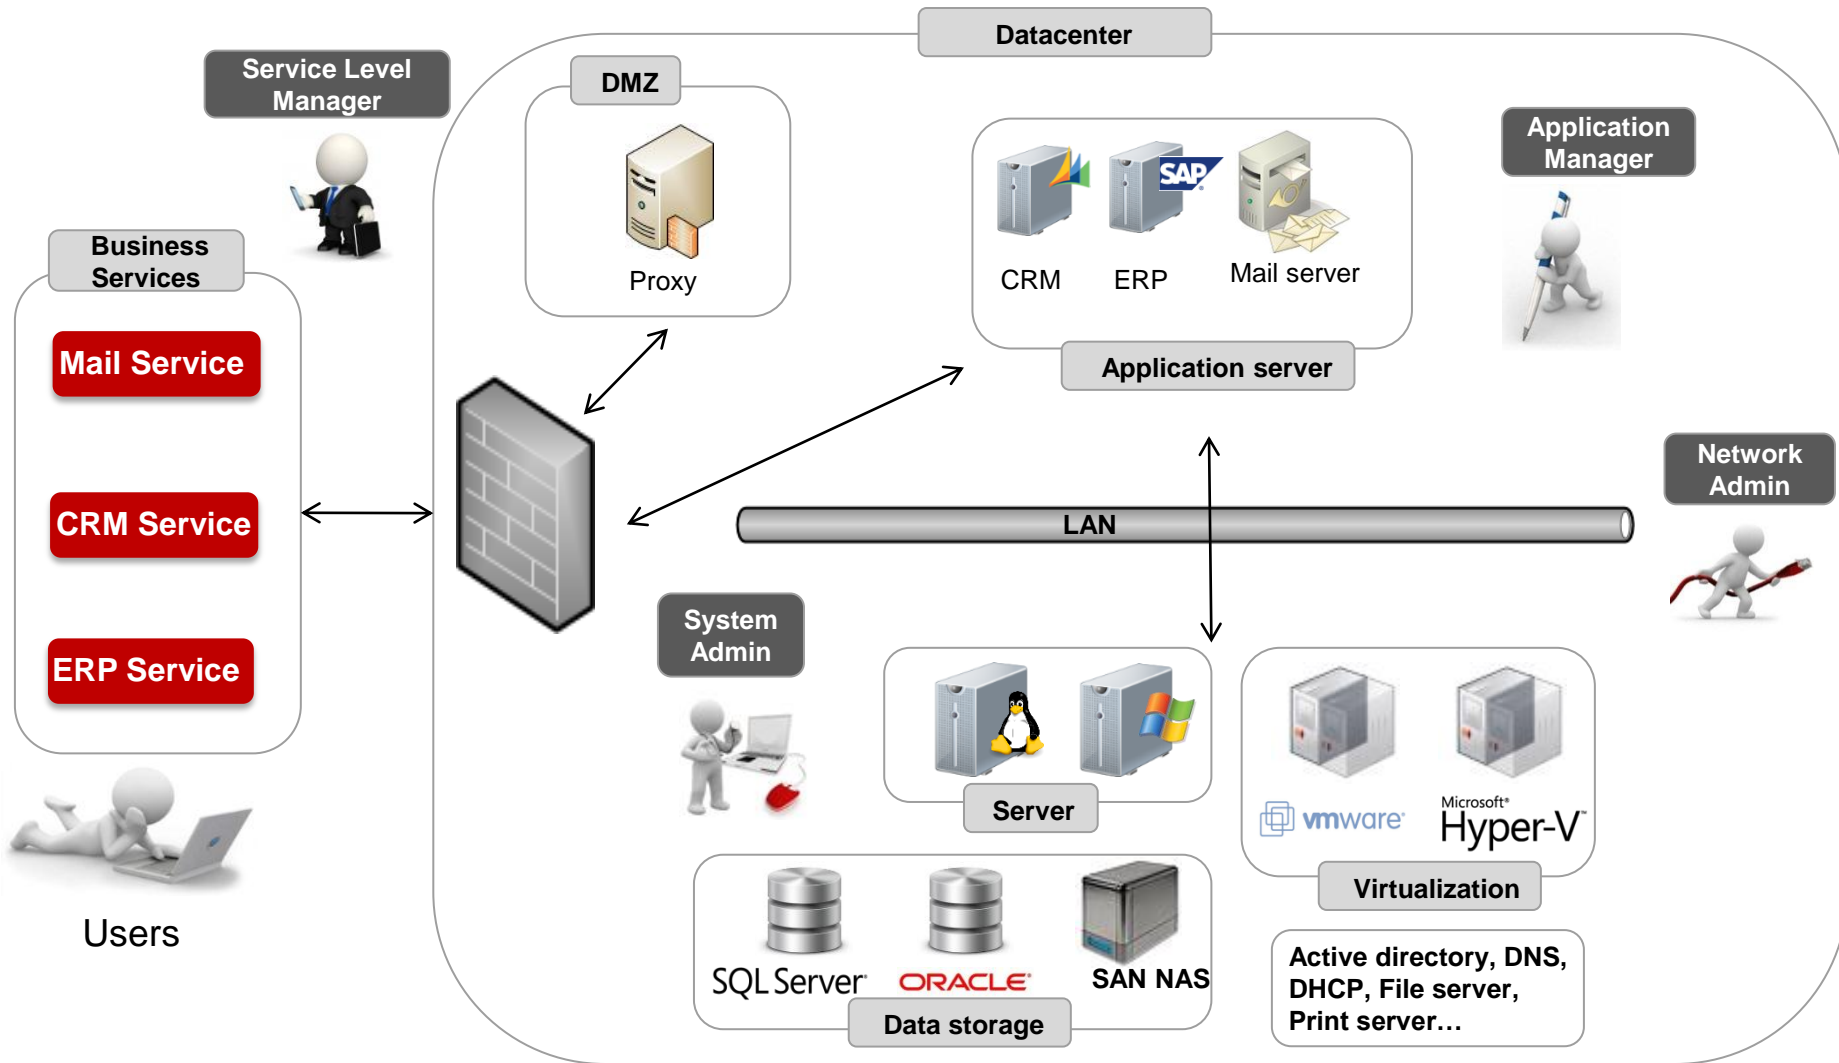 Datacenter
Service Level
Manager
DMZ
Proxy
SAP
CRM
ERP
Mail server
Application server
Application
Manager
Business
Services
Mail Service
CRM Service
ERP Service
Users
LAN
Network
Admin
System
Admin
Server
vmware®
Microsoft®
Hyper-V™
Virtualization
SQL Server®
ORACLE®
SAN NAS
Data storage
Active directory, DNS,
DHCP, File server,
Print server…